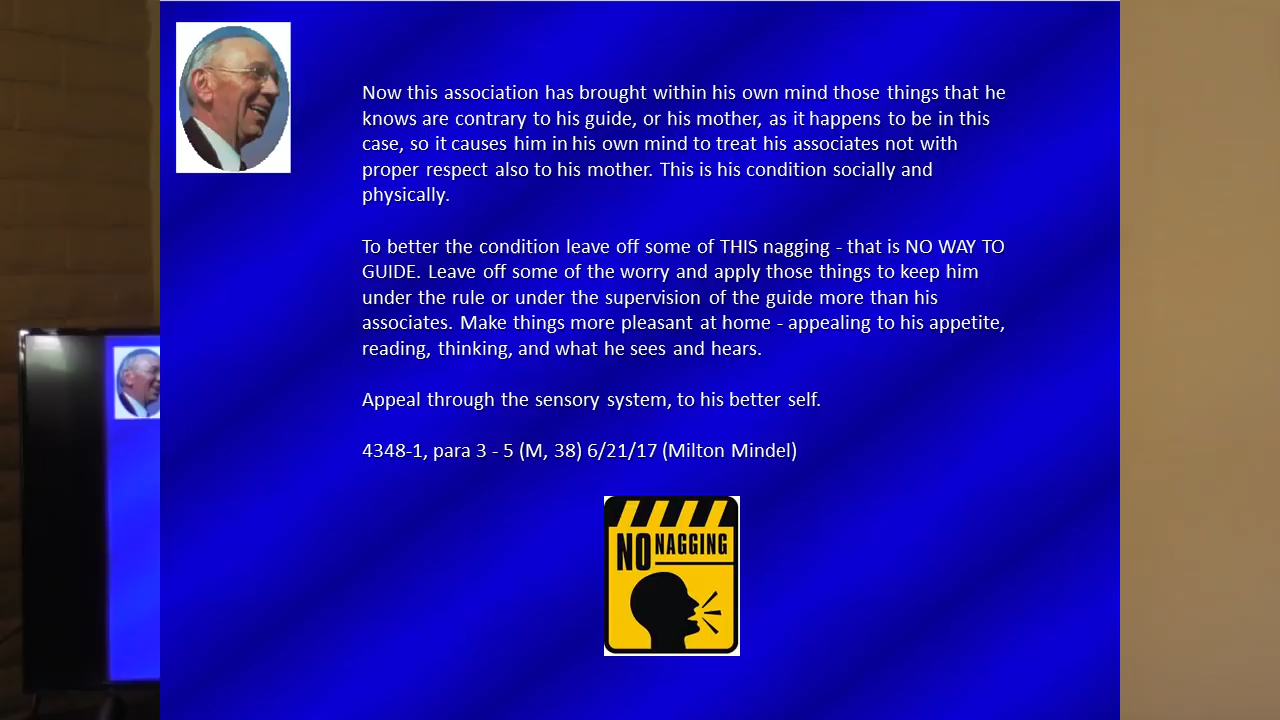 Now this association has brought within his own mind those things that he
knows are contrary to his guide, or his mother, as it happens to be in this
case, so it causes him in his own mind to treat his associates not with
proper respect also to his mother. This is his condition socially and
physically.
To better the condition leave off some of THIS nagging - that is NO WAY TO
GUIDE. Leave off some of the worry and apply those things to keep him
under the rule or under the supervision of the guide more than his
associates. Make things more pleasant at home - appealing to his appetite,
reading, thinking, and what he sees and hears.
Appeal through the sensory system, to his better self.
4348-1, para 3 - 5 (M, 38) 6/21/17 (Milton Mindel)
NO NAGGING